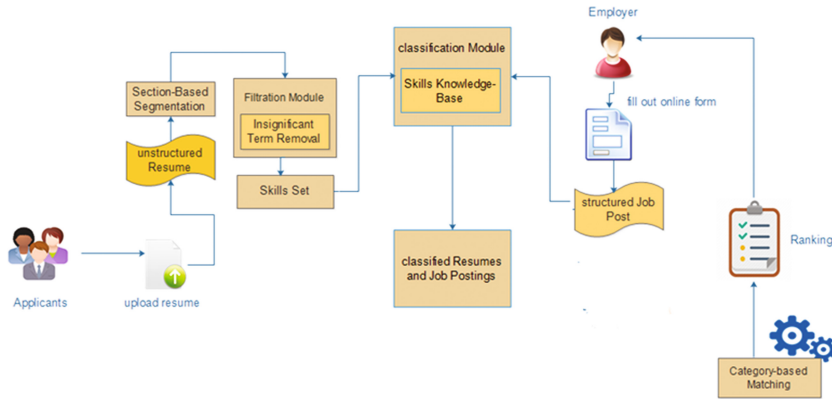 Employer
classification Module
Skills Knowledge-
Base
Section-Based
Segmentation
Filtration Module
Insignificant
Term Removal
fill out online form
unstructured
Resume
Skills Set
structured Job
Post
Ranking
classified Resumes
and Job Postings
Applicants
upload resume
Category-based
Matching